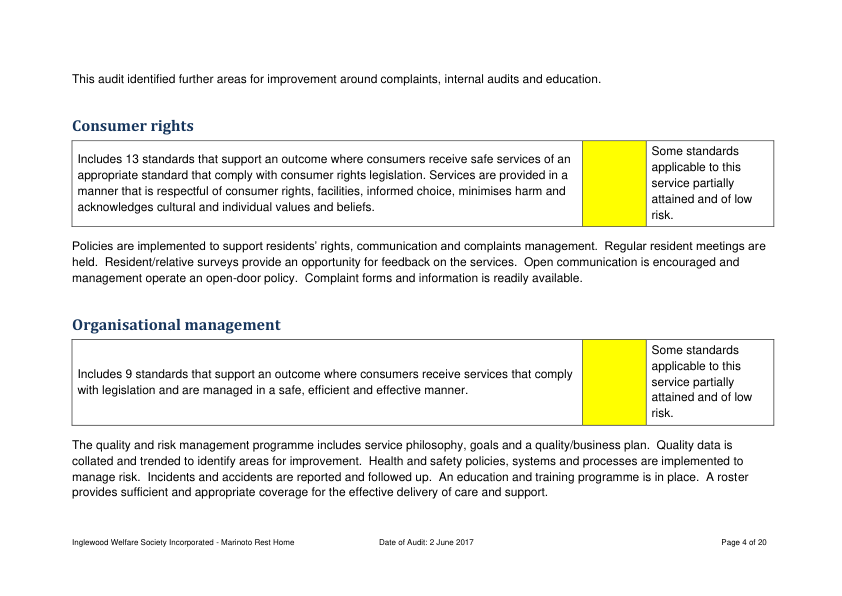 This audit identified further areas for improvement around complaints, internal audits and education.
Consumer rights
Includes 13 standards that support an outcome where consumers receive safe services of an
appropriate standard that comply with consumer rights legislation. Services are provided in a
manner that is respectful of consumer rights, facilities, informed choice, minimises harm and
acknowledges cultural and individual values and beliefs.
Some standards
applicable to this
service partially
attained and of low
risk.
Policies are implemented to support residents’ rights, communication and complaints management.  Regular resident meetings are
held.  Resident/relative surveys provide an opportunity for feedback on the services.  Open communication is encouraged and
management operate an open-door policy.  Complaint forms and information is readily available.
Organisational management
Includes 9 standards that support an outcome where consumers receive services that comply
with legislation and are managed in a safe, efficient and effective manner.
Some standards
applicable to this
service partially
attained and of low
risk.
The quality and risk management programme includes service philosophy, goals and a quality/business plan.  Quality data is
collated and trended to identify areas for improvement.  Health and safety policies, systems and processes are implemented to
manage risk.  Incidents and accidents are reported and followed up.  An education and training programme is in place.  A roster
provides sufficient and appropriate coverage for the effective delivery of care and support.
Inglewood Welfare Society Incorporated - Marinoto Rest Home Date of Audit: 2 June 2017 Page 4 of 20